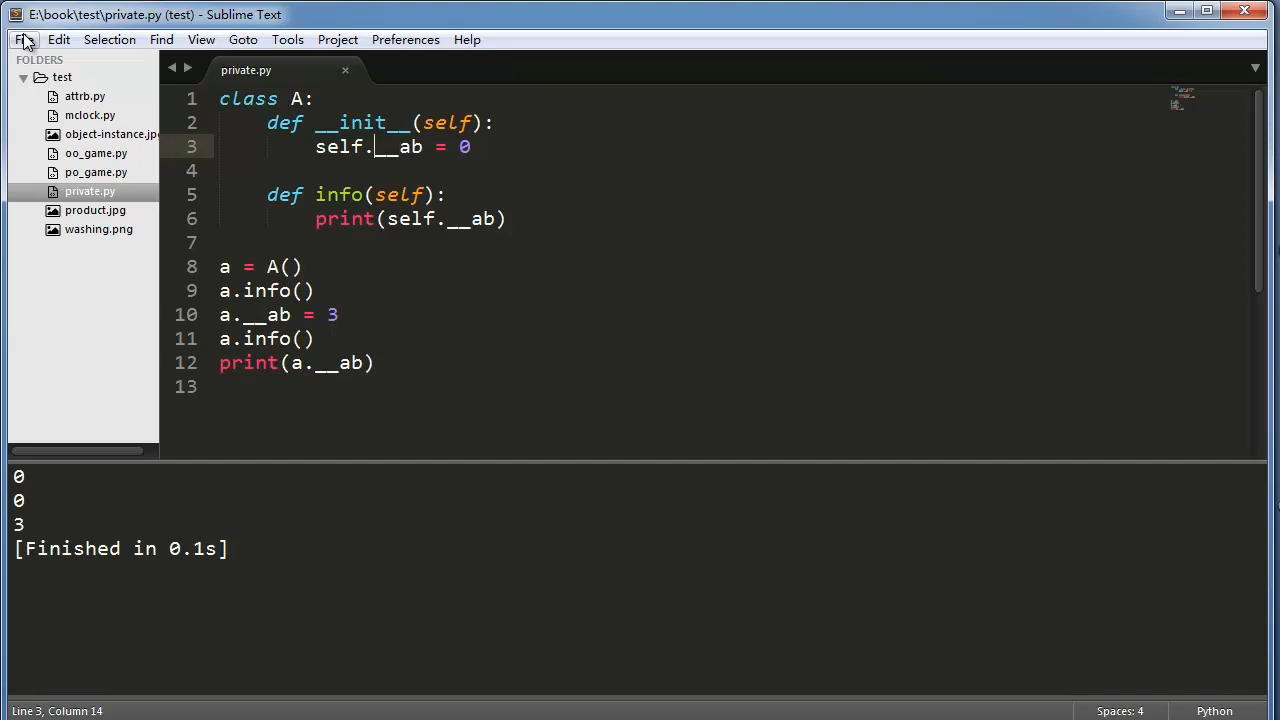 E:\book\test\private.py (test) - Sublime Text
Edit Selection Find View Goto Tools Project Preferences Help
FOLDERS
test
attrb.py
mclock.py
object-instance.jpg
oo_game.py
po_game.py
private.py
product.jpg
washing.png
private.py ×
1 class A:
2     def __init__(self):
3         self.__ab = 0
4
5     def info(self):
6         print(self.__ab)
7
8 a = A()
9 a.info()
10 a.__ab = 3
11 a.info()
12 print(a.__ab)
13
0
0
3
[Finished in 0.1s]
Line 3, Column 14 Spaces: 4 Python